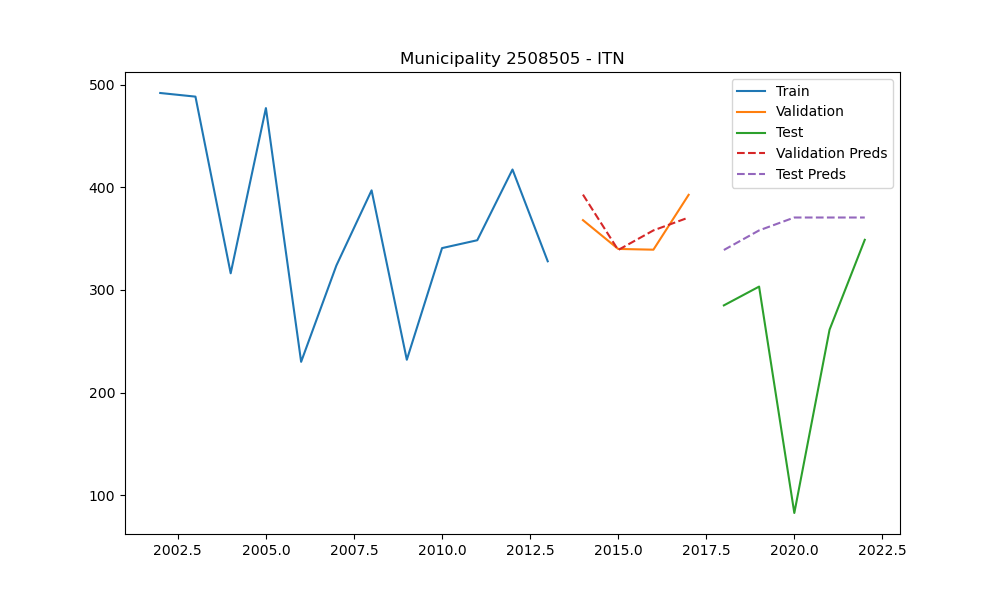 Municipality 2508505 - ITN
500
400
300
200
100
Train
Validation
Test
Validation Preds
Test Preds
2002.5 2005.0 2007.5 2010.0 2012.5 2015.0 2017.5 2020.0 2022.5